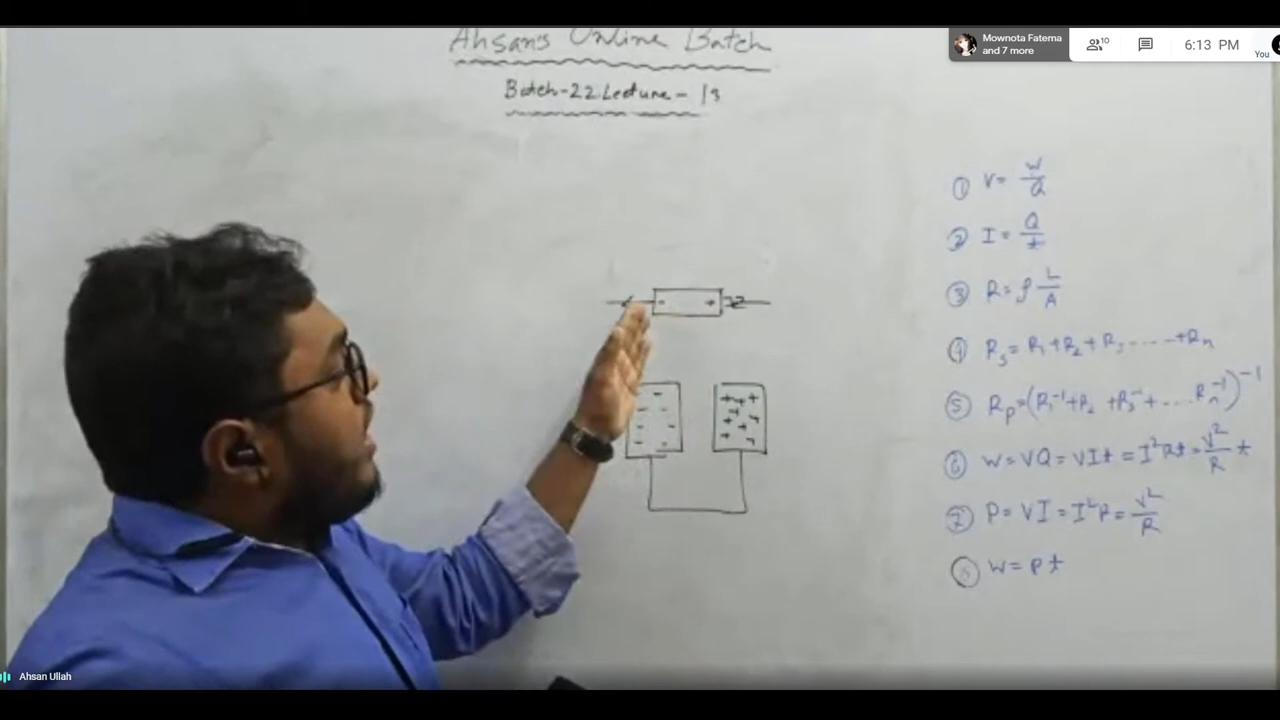 Ahsan's Online Batch
Batch-22 Lecture - 13
Mownota Fatema
and 7 more
10
6:13 PM
You
① V = W/Q
② I = Q/t
③ R = ρ L/A
④ Rs = R1 + R2 + R3 ..... + Rn
⑤ Rp = (R1⁻¹ + R2 + R3⁻¹ + .... Rn⁻¹)⁻¹
⑥ W = VQ = VIt = I²Rt = V²/R t
⑦ P = VI = I²R = V²/R
⑧ W = Pt
Ahsan Ullah